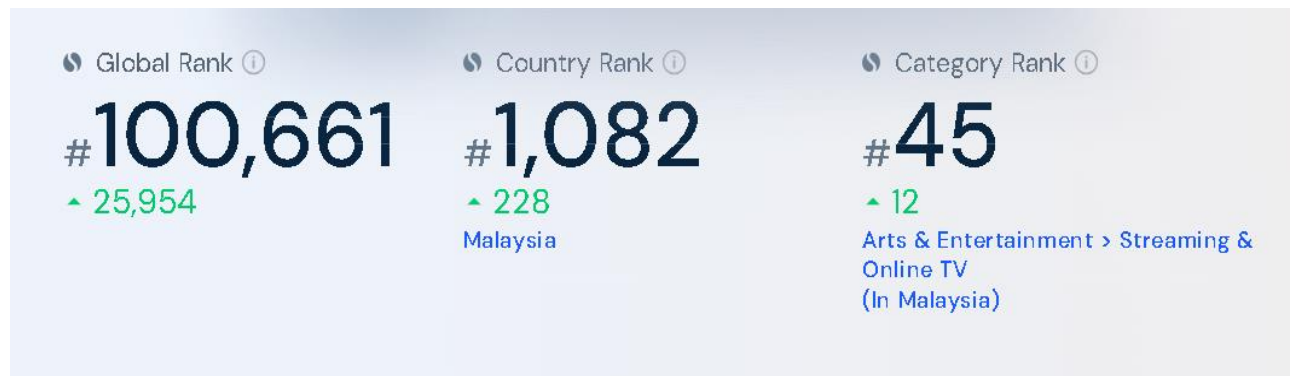 Global Rank
#100,661
25,954
Country Rank
#1,082
228
Malaysia
Category Rank
#45
12
Arts & Entertainment > Streaming &
Online TV
(In Malaysia)